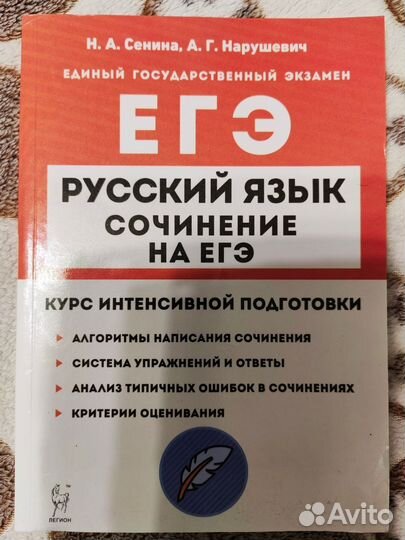 Н. А. Сенина, А. Г. Нарушевич
ЕДИНЫЙ ГОСУДАРСТВЕННЫЙ ЭКЗАМЕН
ЕГЭ
РУССКИЙ ЯЗЫК
СОЧИНЕНИЕ
НА ЕГЭ
КУРС ИНТЕНСИВНОЙ ПОДГОТОВКИ
АЛГОРИТМЫ НАПИСАНИЯ СОЧИНЕНИЯ
СИСТЕМА УПРАЖНЕНИЙ И ОТВЕТЫ
АНАЛИЗ ТИПИЧНЫХ ОШИБОК В СОЧИНЕНИЯХ
КРИТЕРИИ ОЦЕНИВАНИЯ
ЛЕГИОН
Avito